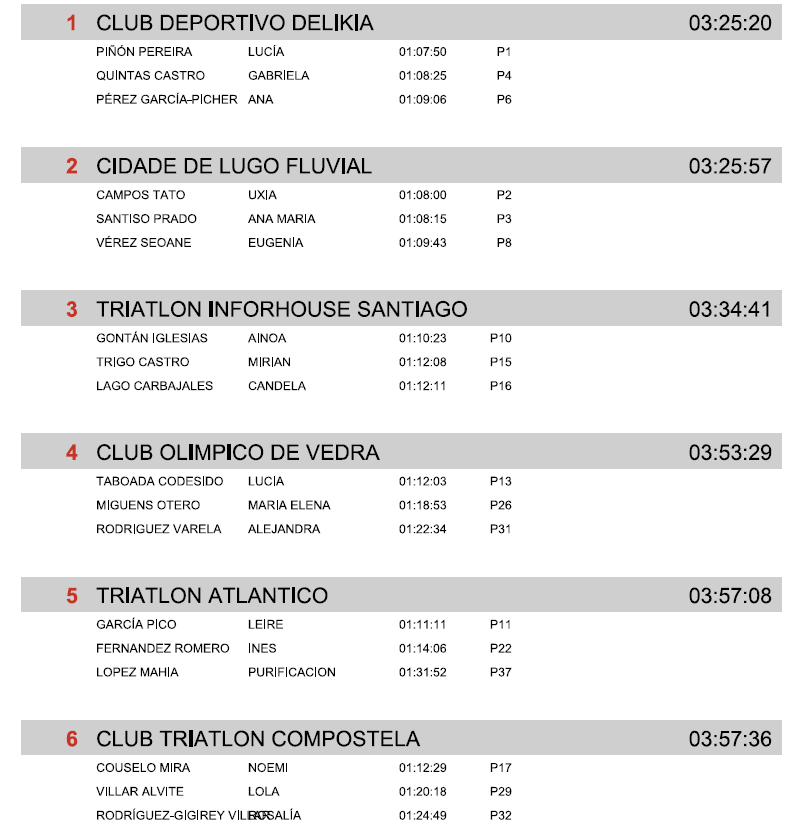 1 CLUB DEPORTIVO DELIKIA 03:25:20
PIÑÓN PEREIRA LUCÍA 01:07:50 P1
QUINTAS CASTRO GABRIELA 01:08:25 P4
PÉREZ GARCÍA-PICHER ANA 01:09:06 P6
2 CIDADE DE LUGO FLUVIAL 03:25:57
CAMPOS TATO UXIA 01:08:00 P2
SANTISO PRADO ANA MARIA 01:08:15 P3
VÉREZ SEOANE EUGENÍA 01:09:43 P8
3 TRIATLON INFORHOUSE SANTIAGO 03:34:41
GONTÁN IGLESIAS AINOA 01:10:23 P10
TRIGO CASTRO MIRIAN 01:12:08 P15
LAGO CARBAJALES CANDELA 01:12:11 P16
4 CLUB OLIMPICO DE VEDRA 03:53:29
TABOADA CODESIDO LUCIA 01:12:03 P13
MIGUENS OTERO MARIA ELENA 01:18:53 P26
RODRIGUEZ VARELA ALEJANDRA 01:22:34 P31
5 TRIATLON ATLANTICO 03:57:08
GARCÍA PICO LEIRE 01:11:11 P11
FERNANDEZ ROMERO INES 01:14:06 P22
LOPEZ MAHIA PURIFICACION 01:31:52 P37
6 CLUB TRIATLON COMPOSTELA 03:57:36
COUSELO MIRA NOEMI 01:12:29 P17
VILLAR ALVITE LOLA 01:20:18 P29
RODRÍGUEZ-GIGIREY VILLAR ROSALÍA 01:24:49 P32